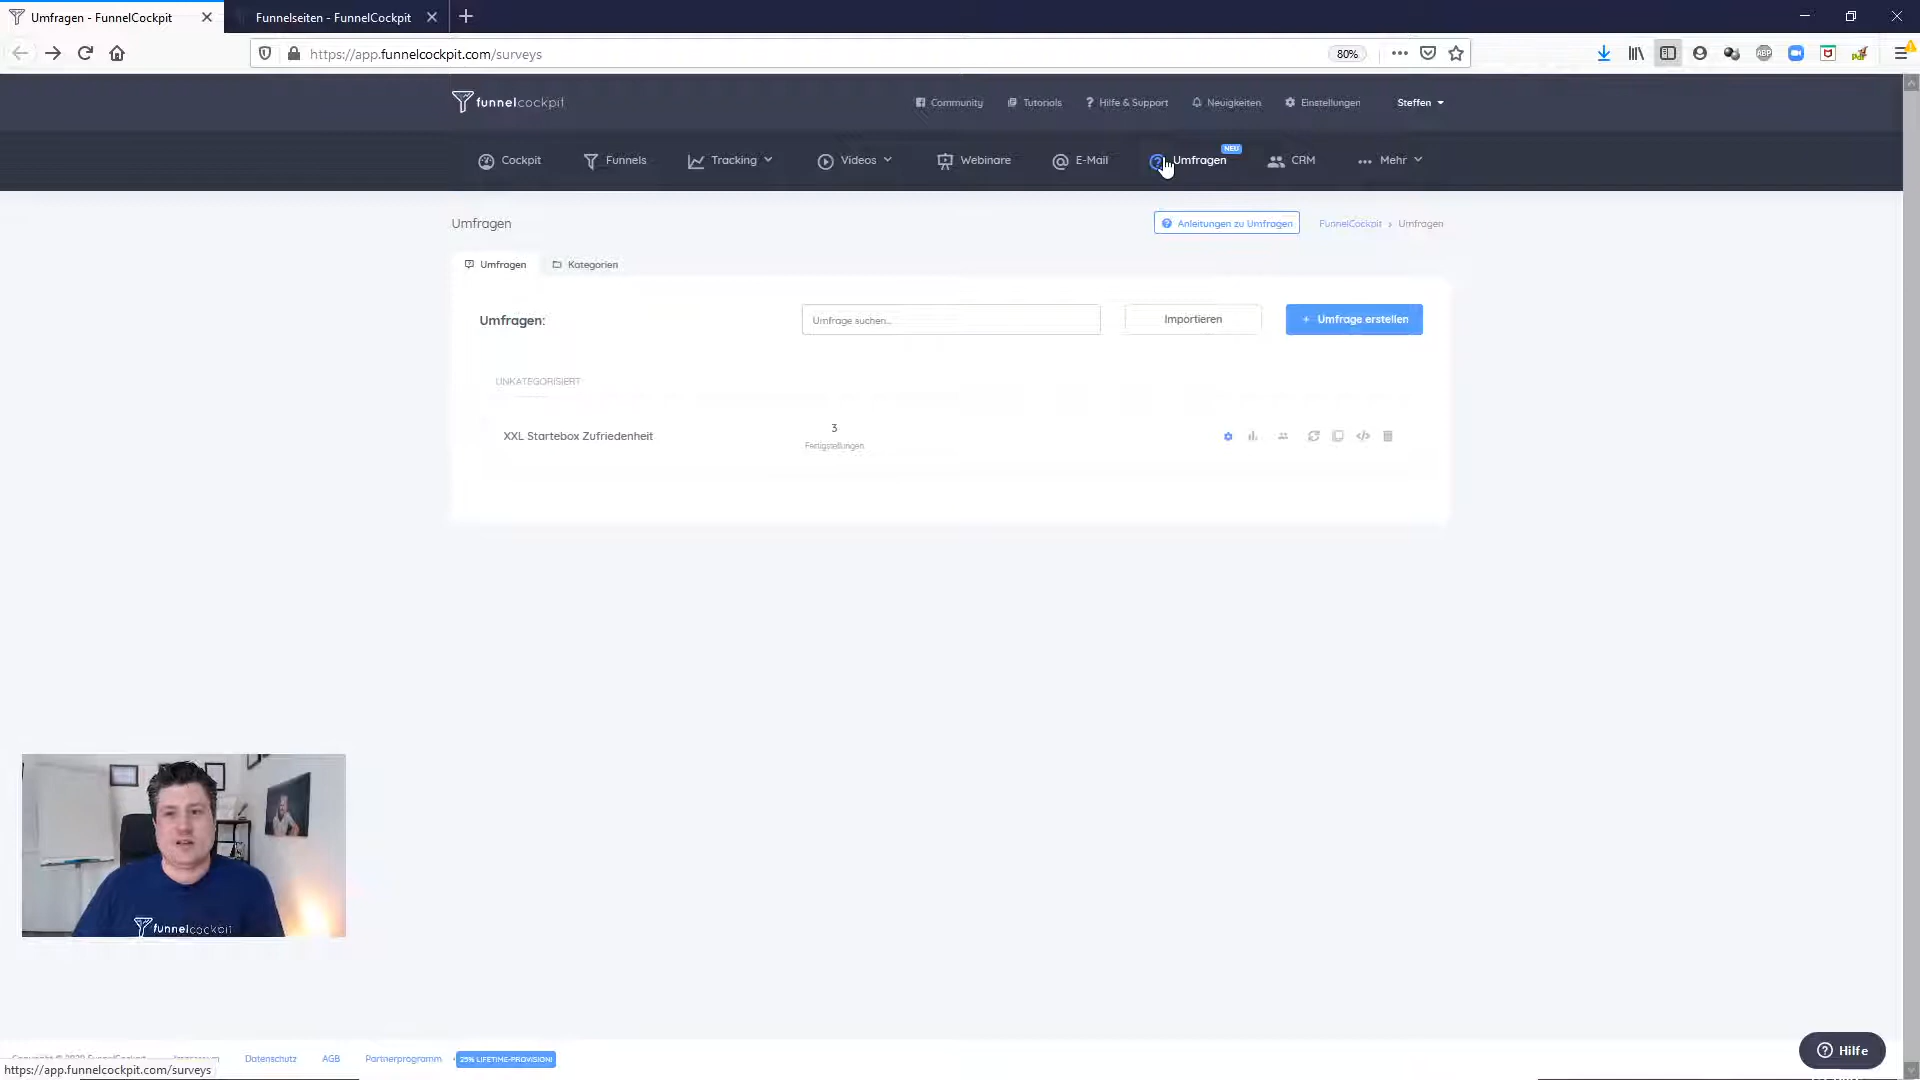 Umfragen - FunnelCockpit
Funnelseiten - FunnelCockpit
https://app.funnelcockpit.com/surveys
80%
ABP
funnelcockpit
Community
Tutorials
Hilfe & Support
Neuigkeiten
Einstellungen
Steffen
Cockpit
Funnels
Tracking
Videos
Webinare
E-Mail
Umfragen
NEU
CRM
Mehr
Umfragen
Anleitungen zu Umfragen
FunnelCockpit › Umfragen
Umfragen
Kategorien
Umfragen:
Umfrage suchen...
Importieren
+ Umfrage erstellen
UNKATEGORISIERT
XXL Startebox Zufriedenheit
3
Fertigstellungen
funnelcockpit
Datenschutz
AGB
Partnerprogramm
25% LIFETIME-PROVISION!
https://app.funnelcockpit.com/surveys
Hilfe